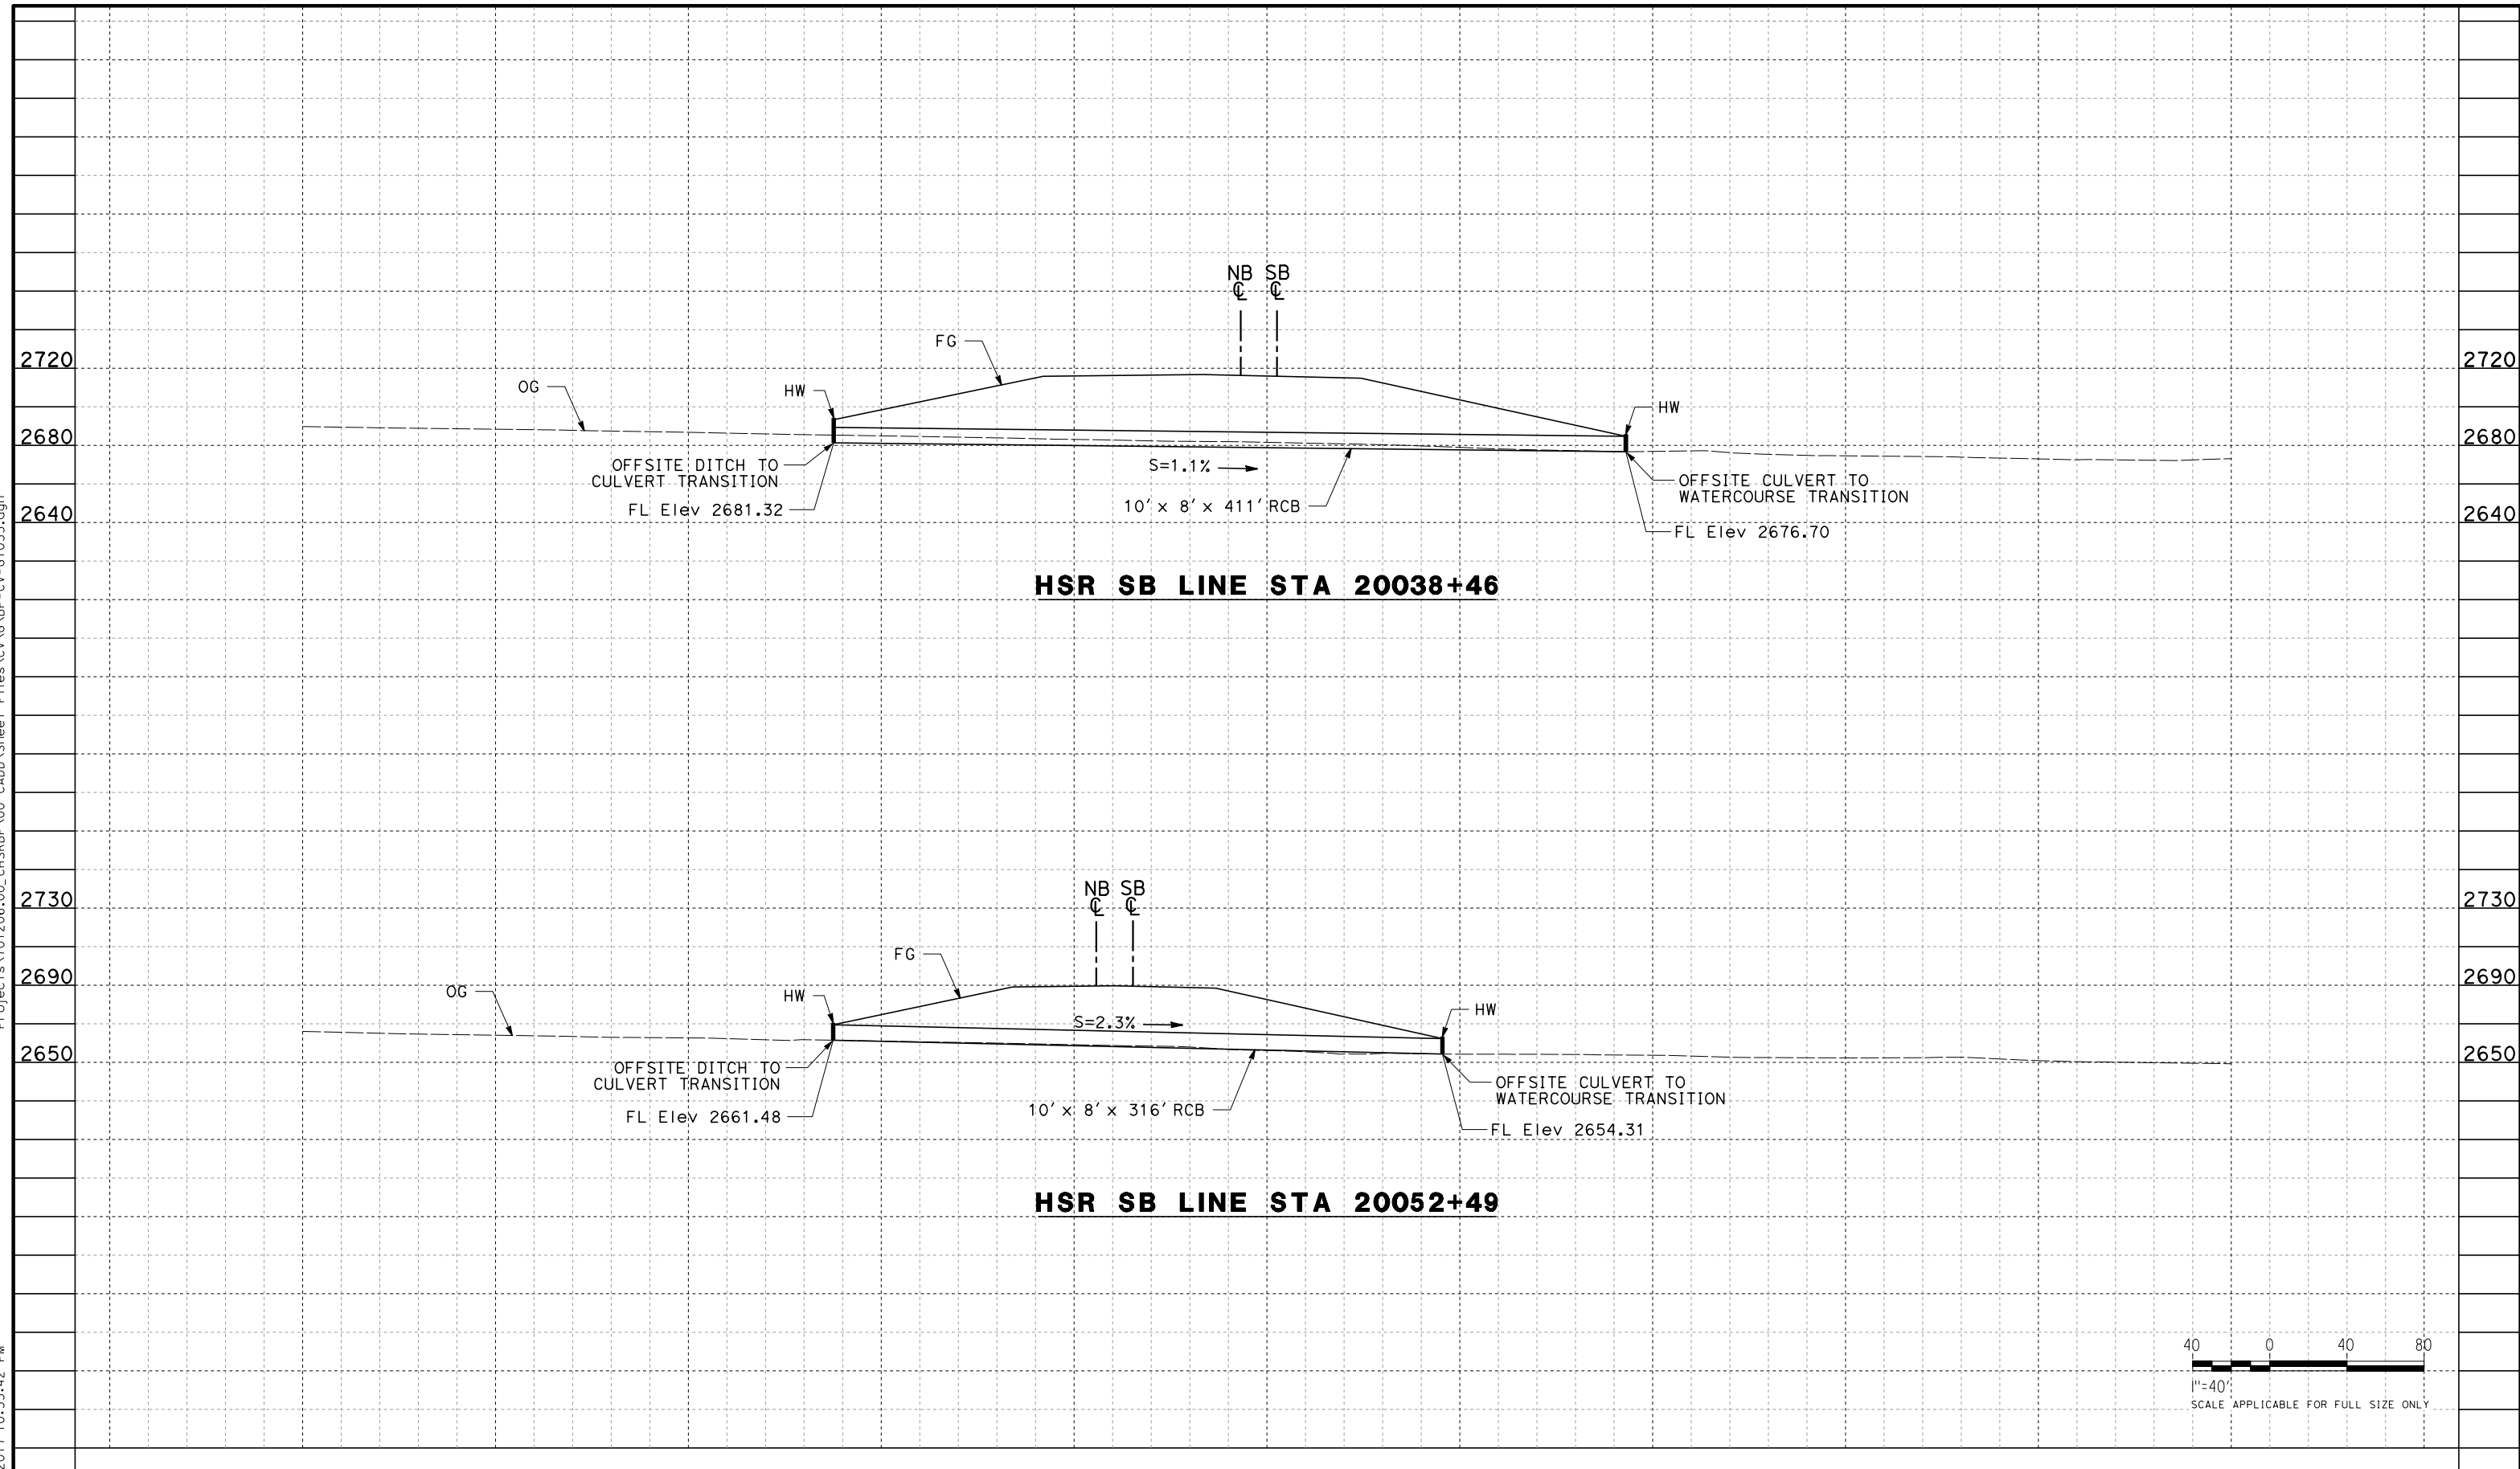 NB SB
℄ ℄
FG
2720
2720
OG
HW
HW
2680
2680
OFFSITE DITCH TO
CULVERT TRANSITION
S=1.1%
OFFSITE CULVERT TO
WATERCOURSE TRANSITION
FL Elev 2681.32
10' x 8' x 411' RCB
2640
2640
FL Elev 2676.70
HSR SB LINE STA 20038+46
NB SB
℄ ℄
2730
2730
FG
2690
2690
OG
HW
HW
S=2.3%
2650
2650
OFFSITE DITCH TO
CULVERT TRANSITION
OFFSITE CULVERT TO
WATERCOURSE TRANSITION
FL Elev 2661.48
10' x 8' x 316' RCB
FL Elev 2654.31
HSR SB LINE STA 20052+49
40 0 40 80
1"=40'
SCALE APPLICABLE FOR FULL SIZE ONLY